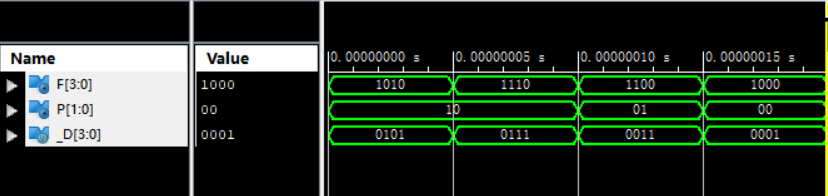 Name Value 0.00000000 s 0.00000005 s 0.00000010 s 0.00000015 s
F[3:0] 1000 1010 1110 1100 1000
P[1:0] 00 10 01 00
_D[3:0] 0001 0101 0111 0011 0001